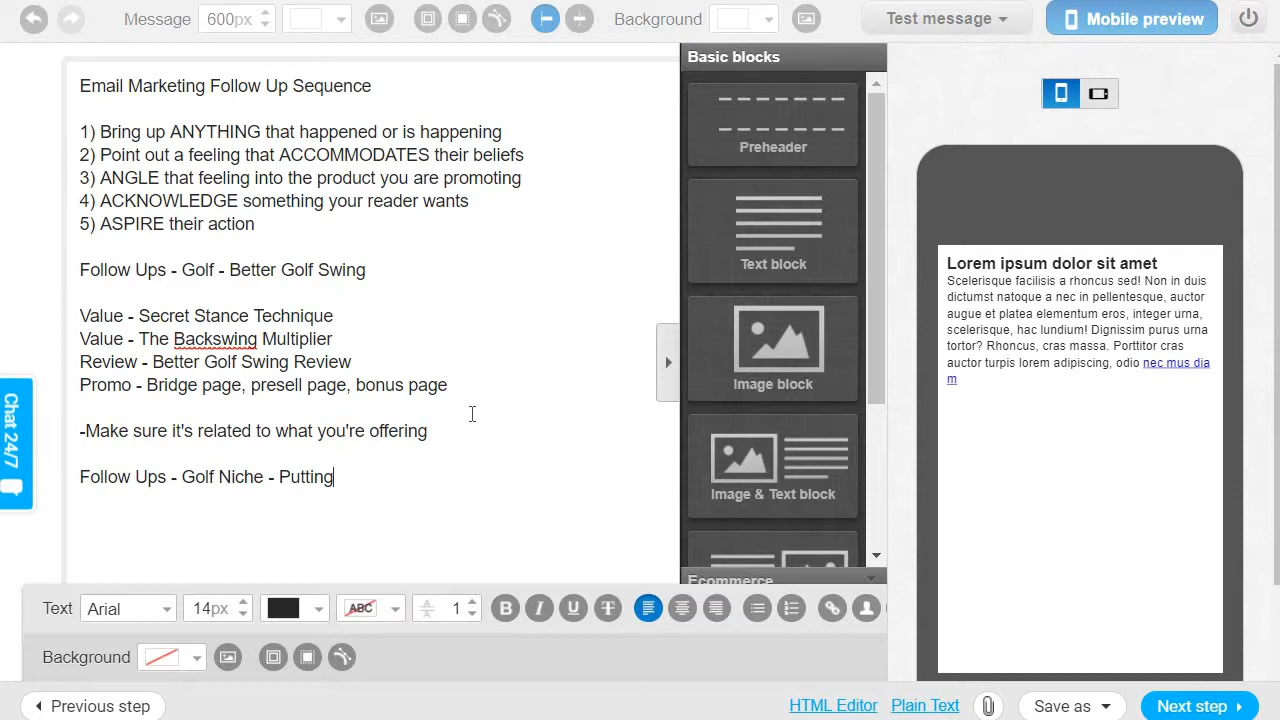 Message 600px Background Test message Mobile preview
Email Marketing Follow Up Sequence
1) Bring up ANYTHING that happened or is happening
2) Point out a feeling that ACCOMMODATES their beliefs
3) ANGLE that feeling into the product you are promoting
4) ACKNOWLEDGE something your reader wants
5) ASPIRE their action
Follow Ups - Golf - Better Golf Swing
Value - Secret Stance Technique
Value - The Backswing Multiplier
Review - Better Golf Swing Review
Promo - Bridge page, presell page, bonus page
-Make sure it's related to what you're offering
Follow Ups - Golf Niche - Putting
Chat 24/7
Basic blocks
Preheader
Text block
Image block
Image & Text block
Ecommerce
Lorem ipsum dolor sit amet
Scelerisque facilisis a rhoncus sed! Non in duis
dictumst natoque a nec in pellentesque, auctor
augue et platea elementum eros, integer urna,
scelerisque, hac lundium! Dignissim purus urna
tortor? Rhoncus, cras massa. Porttitor cras
auctor turpis lorem adipiscing, odio nec mus dia
m
Text Arial 14px ABC 1 B I U T
Background
Previous step HTML Editor Plain Text Save as Next step